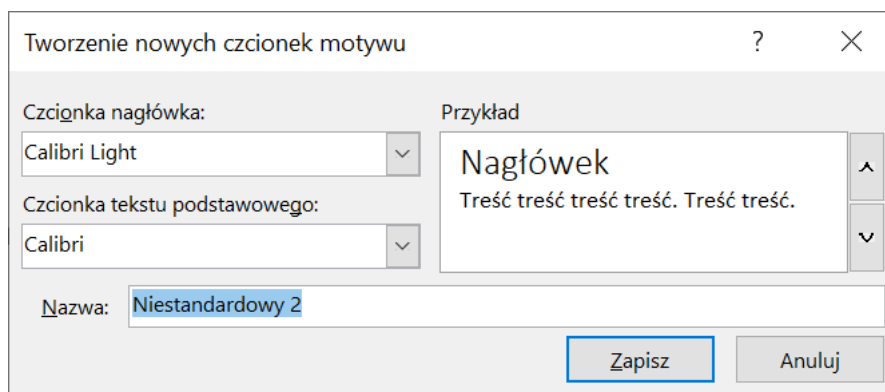 Tworzenie nowych czcionek motywu
?
Czcionka nagłówka:
Calibri Light
Czcionka tekstu podstawowego:
Calibri
Przykład
Nagłówek
Treść treść treść treść. Treść treść.
Nazwa: Niestandardowy 2
Zapisz
Anuluj